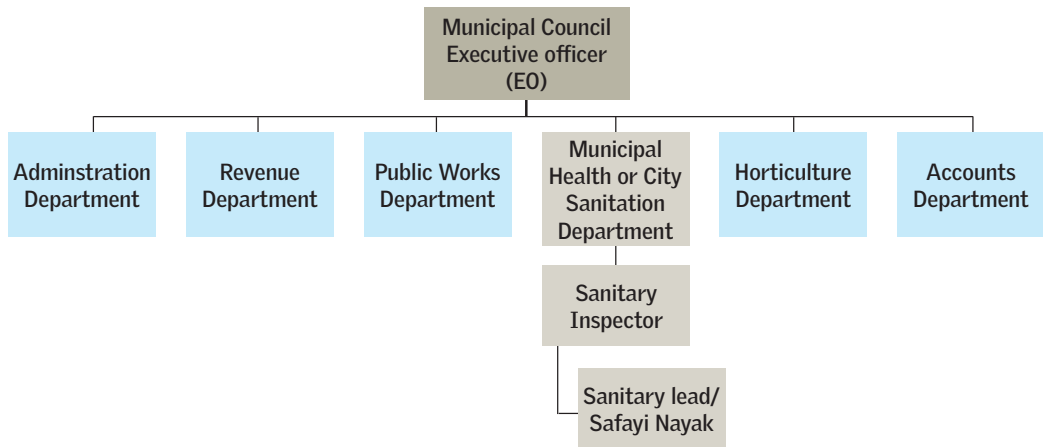 Municipal Council
Executive officer
(EO)
Adminstration
Department
Revenue
Department
Public Works
Department
Municipal
Health or City
Sanitation
Department
Horticulture
Department
Accounts
Department
Sanitary
Inspector
Sanitary lead/
Safayi Nayak